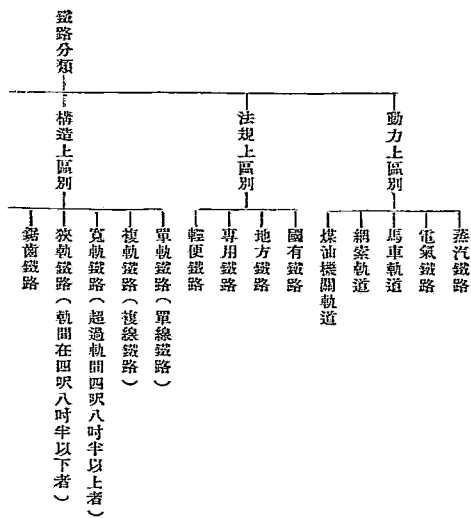 鐵路分類
動力上區別
蒸汽鐵路
電氣鐵路
馬車軌道
網索軌道
煤油機關軌道
法規上區別
國有鐵路
地方鐵路
專用鐵路
輕便鐵路
構造上區別
單軌鐵路（單線鐵路）
複軌鐵路（複線鐵路）
寬軌鐵路（超過軌間四呎八吋半以上者）
狹軌鐵路（軌間在四呎八吋半以下者）
鋸齒鐵路